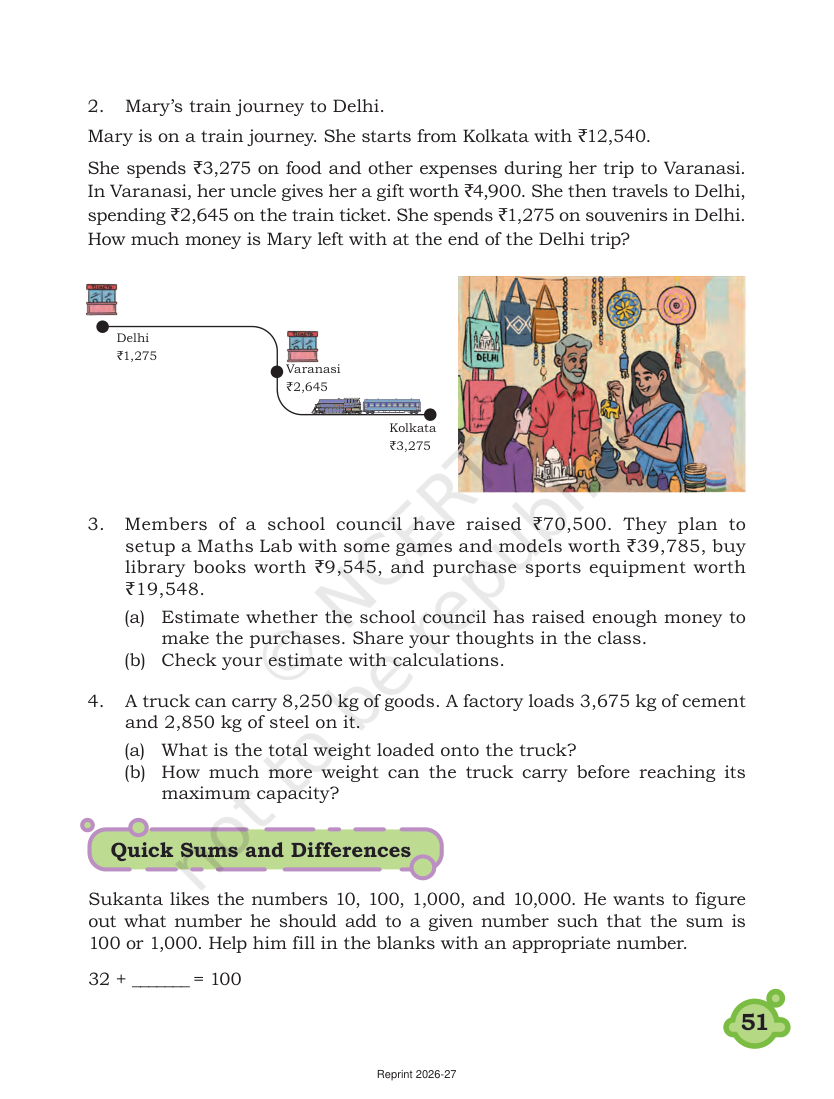 2. Mary's train journey to Delhi.
Mary is on a train journey. She starts from Kolkata with ₹12,540.
She spends ₹3,275 on food and other expenses during her trip to Varanasi.
In Varanasi, her uncle gives her a gift worth ₹4,900. She then travels to Delhi,
spending ₹2,645 on the train ticket. She spends ₹1,275 on souvenirs in Delhi.
How much money is Mary left with at the end of the Delhi trip?
Delhi
₹1,275
Varanasi
₹2,645
Kolkata
₹3,275
DELHI
3. Members of a school council have raised ₹70,500. They plan to
setup a Maths Lab with some games and models worth ₹39,785, buy
library books worth ₹9,545, and purchase sports equipment worth
₹19,548.
(a) Estimate whether the school council has raised enough money to
make the purchases. Share your thoughts in the class.
(b) Check your estimate with calculations.
4. A truck can carry 8,250 kg of goods. A factory loads 3,675 kg of cement
and 2,850 kg of steel on it.
(a) What is the total weight loaded onto the truck?
(b) How much more weight can the truck carry before reaching its
maximum capacity?
Quick Sums and Differences
Sukanta likes the numbers 10, 100, 1,000, and 10,000. He wants to figure
out what number he should add to a given number such that the sum is
100 or 1,000. Help him fill in the blanks with an appropriate number.
32 + _______ = 100
51
Reprint 2026-27
© NCERT
not to be republished